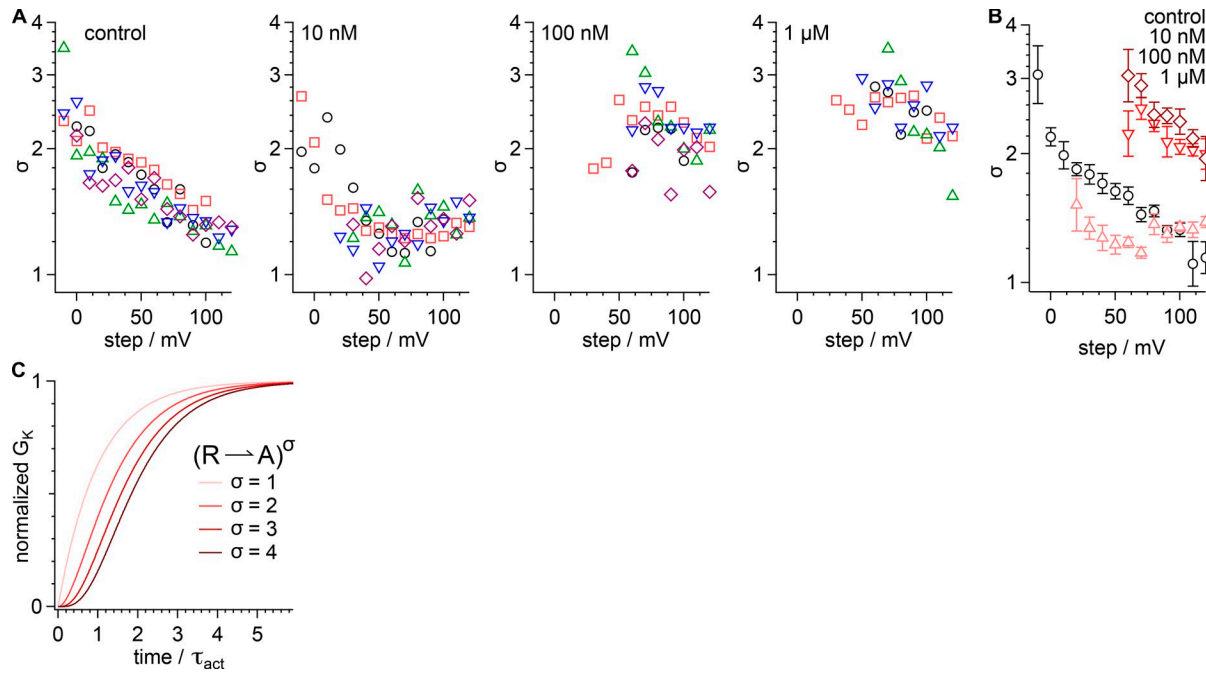 A
control
10 nM
100 nM
1 µM
4
3
2
1
σ
0
50
100
step / mV
4
3
2
1
σ
0
50
100
step / mV
4
3
2
1
σ
0
50
100
step / mV
4
3
2
1
σ
0
50
100
step / mV
B
control
10 nM
100 nM
1 µM
4
3
2
1
σ
0
50
100
step / mV
C
1
0
normalized GK
(R → A)σ
σ = 1
σ = 2
σ = 3
σ = 4
0
1
2
3
4
5
time / τact